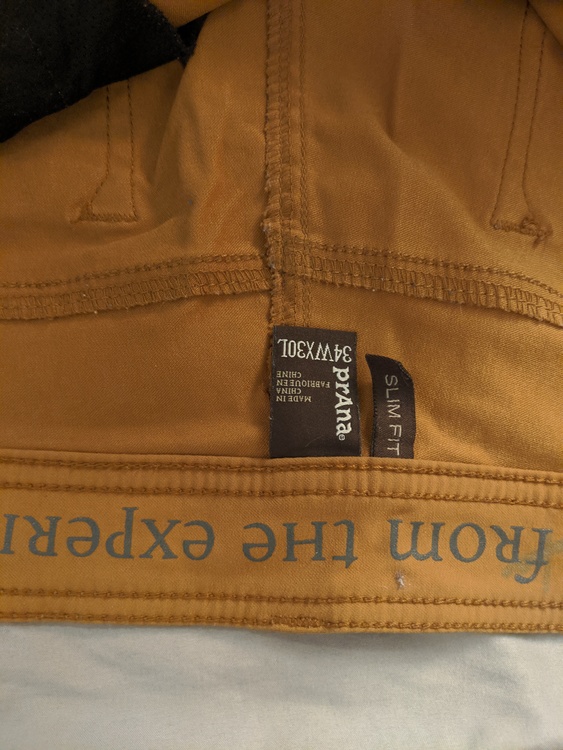 from the experi
prAna®
34WX30L
MADE IN
CHINA
FABRIQUE EN
CHINE
SLIM FIT